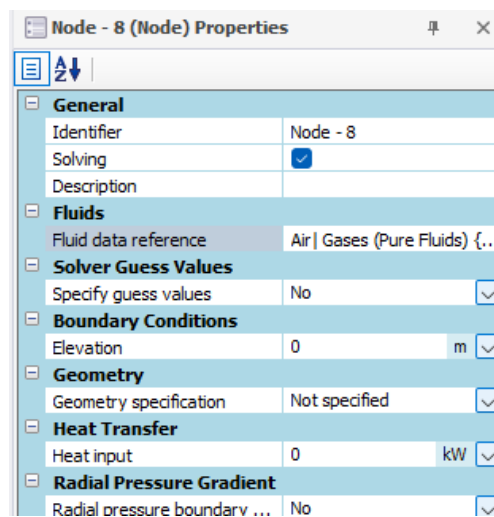 Node - 8 (Node) Properties
General
Identifier Node - 8
Solving
Description
Fluids
Fluid data reference Air| Gases (Pure Fluids) {...
Solver Guess Values
Specify guess values No
Boundary Conditions
Elevation 0 m
Geometry
Geometry specification Not specified
Heat Transfer
Heat input 0 kW
Radial Pressure Gradient
Radial pressure boundary ... No